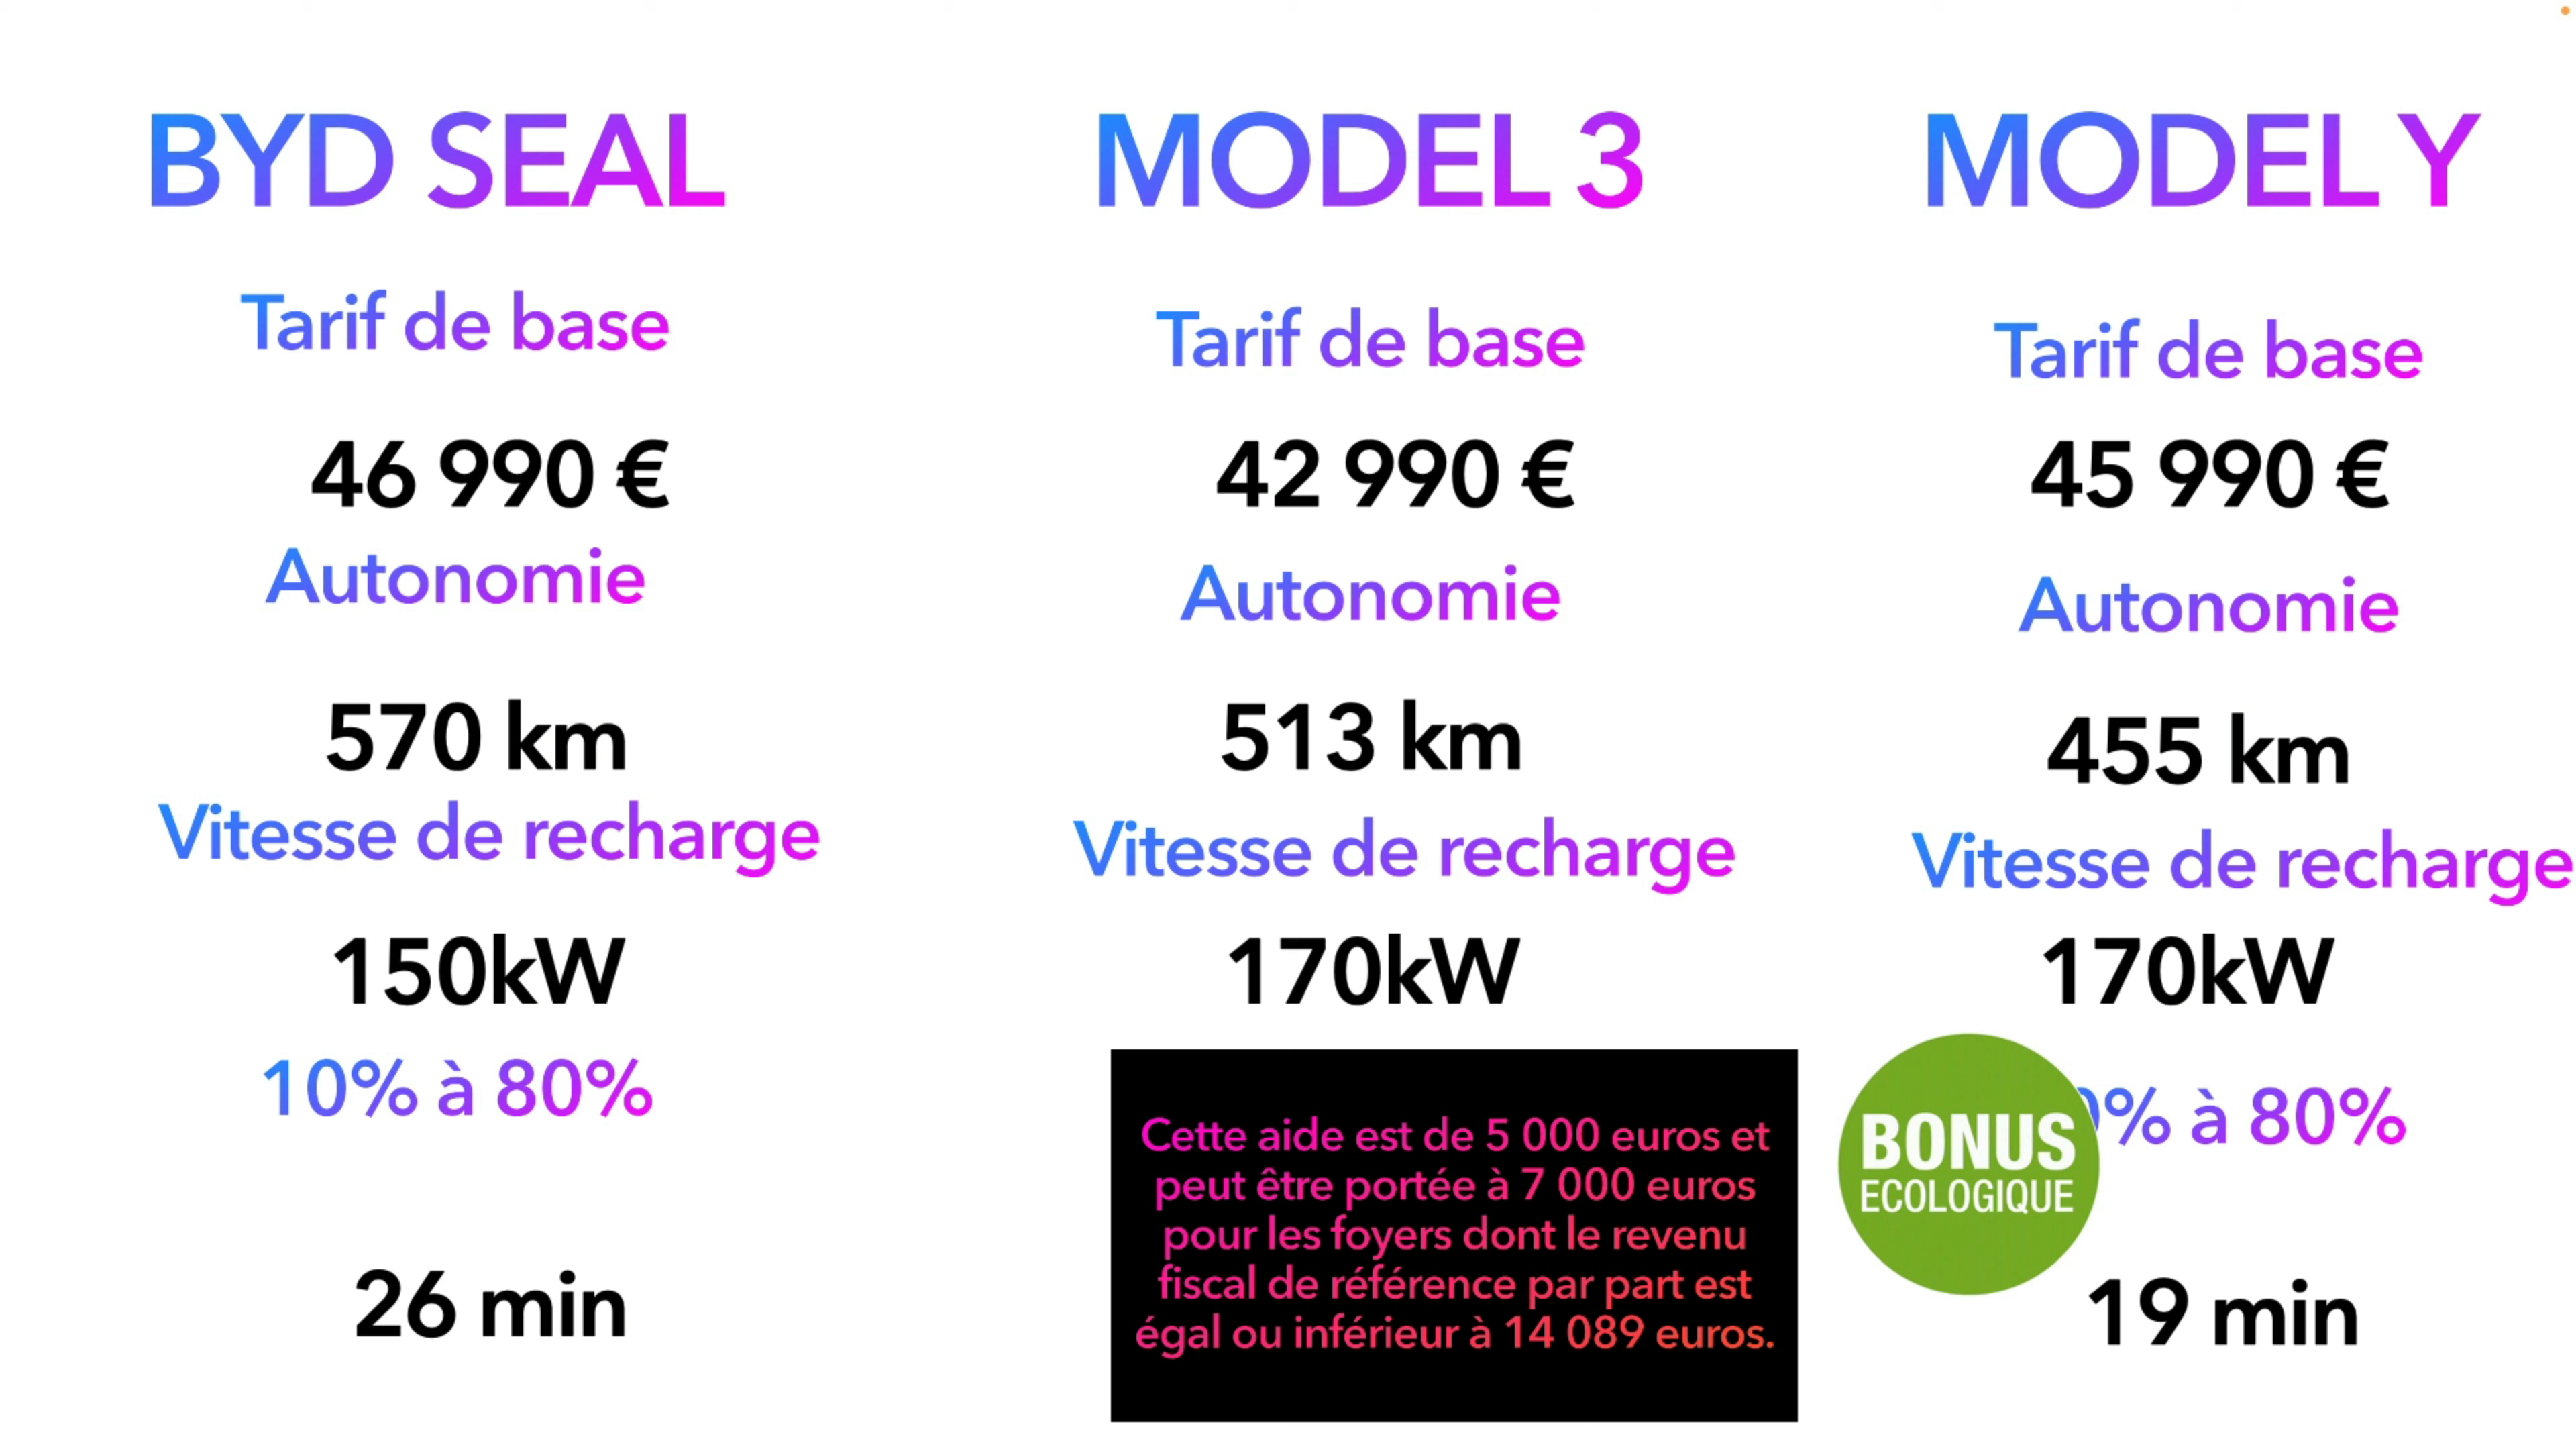 BYD SEAL
Tarif de base
46 990 €
Autonomie
570 km
Vitesse de recharge
150kW
10% à 80%
26 min
MODEL 3
Tarif de base
42 990 €
Autonomie
513 km
Vitesse de recharge
170kW
Cette aide est de 5 000 euros et
peut être portée à 7 000 euros
pour les foyers dont le revenu
fiscal de référence par part est
égal ou inférieur à 14 089 euros.
MODEL Y
Tarif de base
45 990 €
Autonomie
455 km
Vitesse de recharge
170kW
BONUS
ECOLOGIQUE
% à 80%
19 min